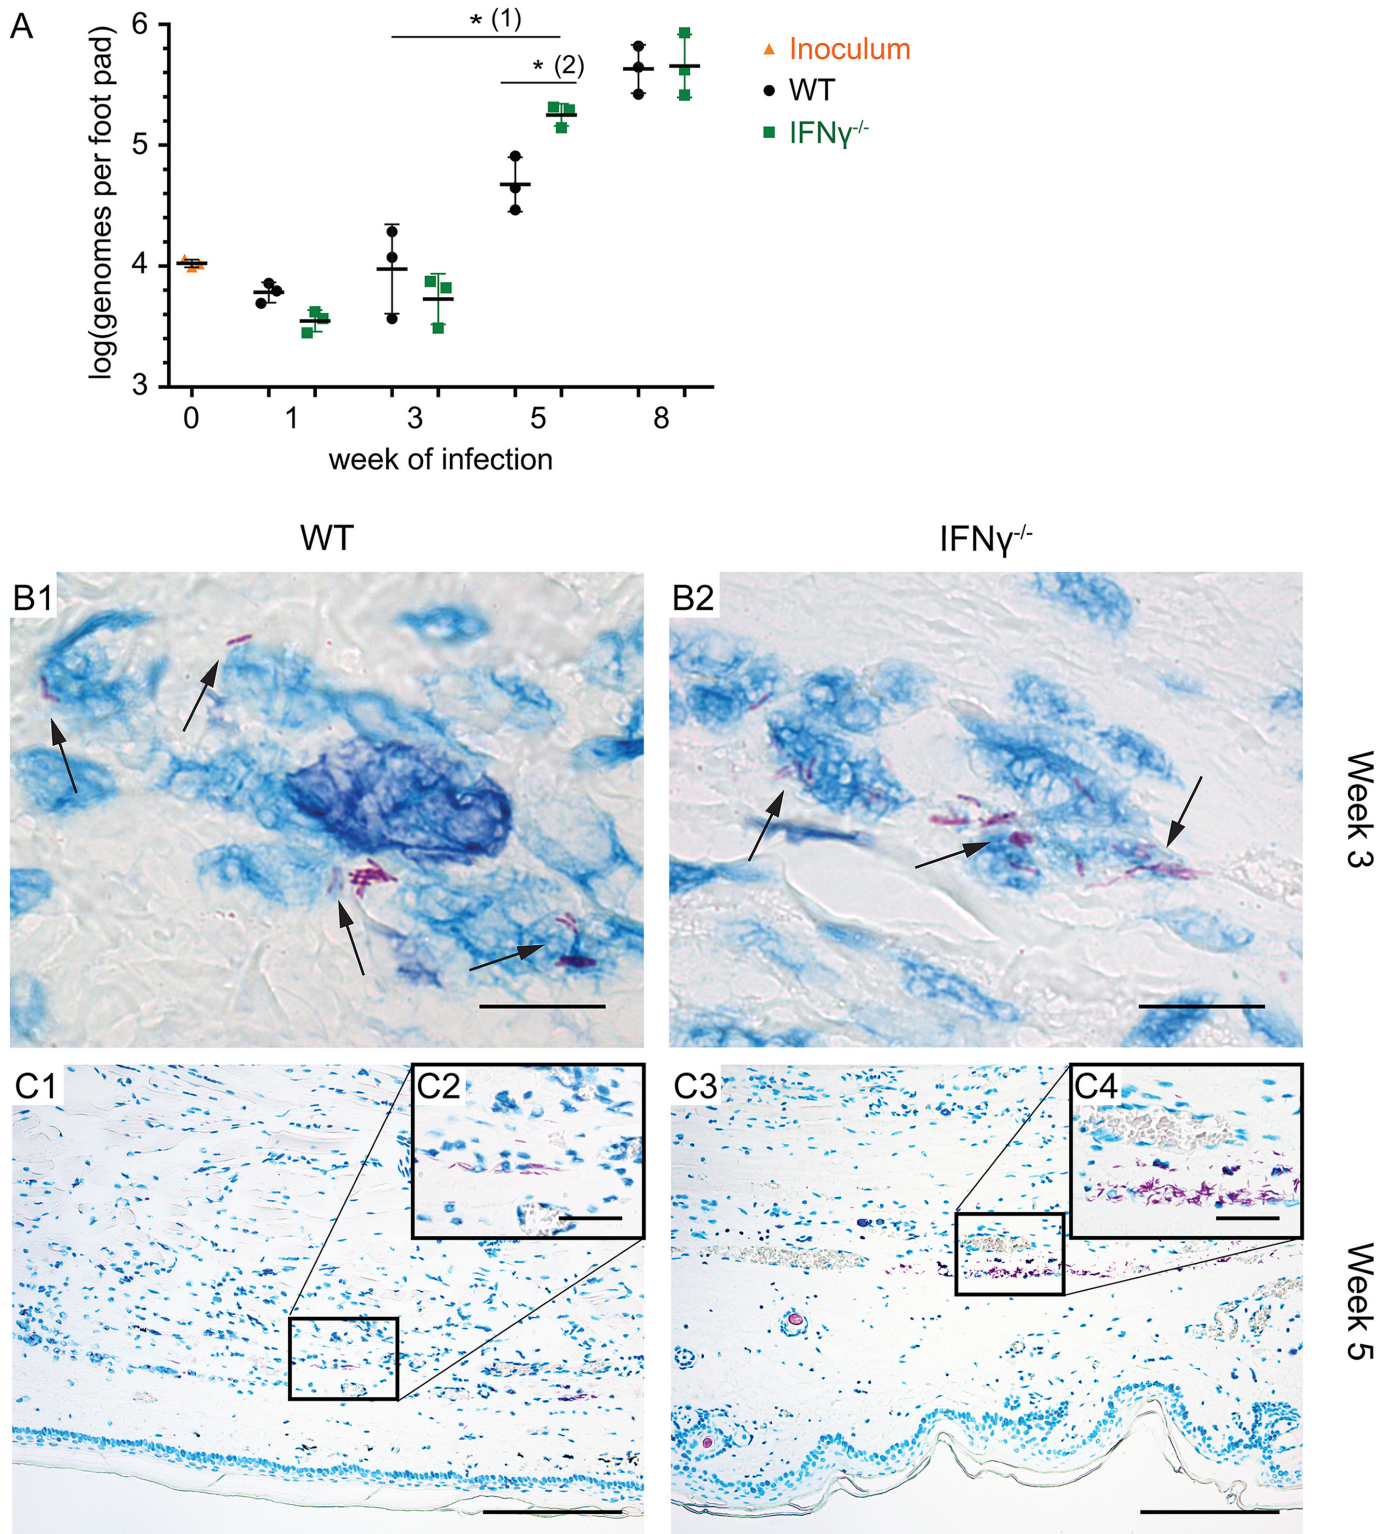 A
6
5
4
3
log(genomes per foot pad)
* (1)
* (2)
0 1 3 5 8
week of infection
Inoculum
WT
IFNγ-/-
WT
IFNγ-/-
B1
B2
Week 3
C1
C2
C3
C4
Week 5